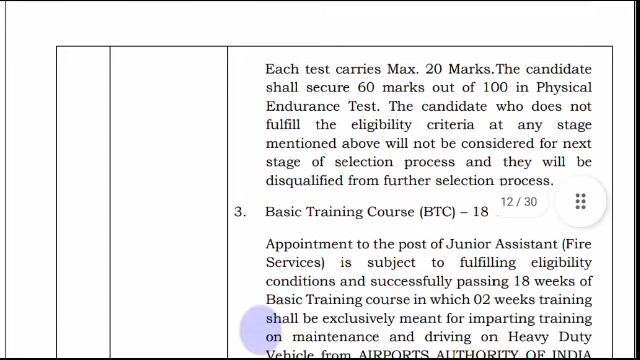 Each test carries Max. 20 Marks.The candidate
shall secure 60 marks out of 100 in Physical
Endurance Test. The candidate who does not
fulfill the eligibility criteria at any stage
mentioned above will not be considered for next
stage of selection process and they will be
disqualified from further selection process.
12 / 30
3. Basic Training Course (BTC) – 18
Appointment to the post of Junior Assistant (Fire
Services) is subject to fulfilling eligibility
conditions and successfully passing 18 weeks of
Basic Training course in which 02 weeks training
shall be exclusively meant for imparting training
on maintenance and driving on Heavy Duty
Vehicle from AIRPORTS AUTHORITY OF INDIA